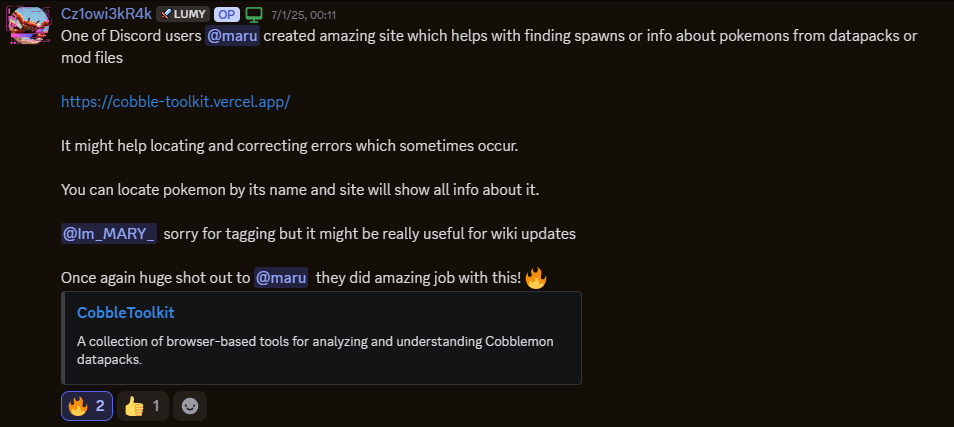 Cz1owi3kR4k LUMY OP 7/1/25, 00:11
One of Discord users @maru created amazing site which helps with finding spawns or info about pokemons from datapacks or
mod files
https://cobble-toolkit.vercel.app/
It might help locating and correcting errors which sometimes occur.
You can locate pokemon by its name and site will show all info about it.
@Im_MARY_ sorry for tagging but it might be really useful for wiki updates
Once again huge shot out to @maru they did amazing job with this! 🔥
CobbleToolkit
A collection of browser-based tools for analyzing and understanding Cobblemon
datapacks.
🔥 2 👍 1